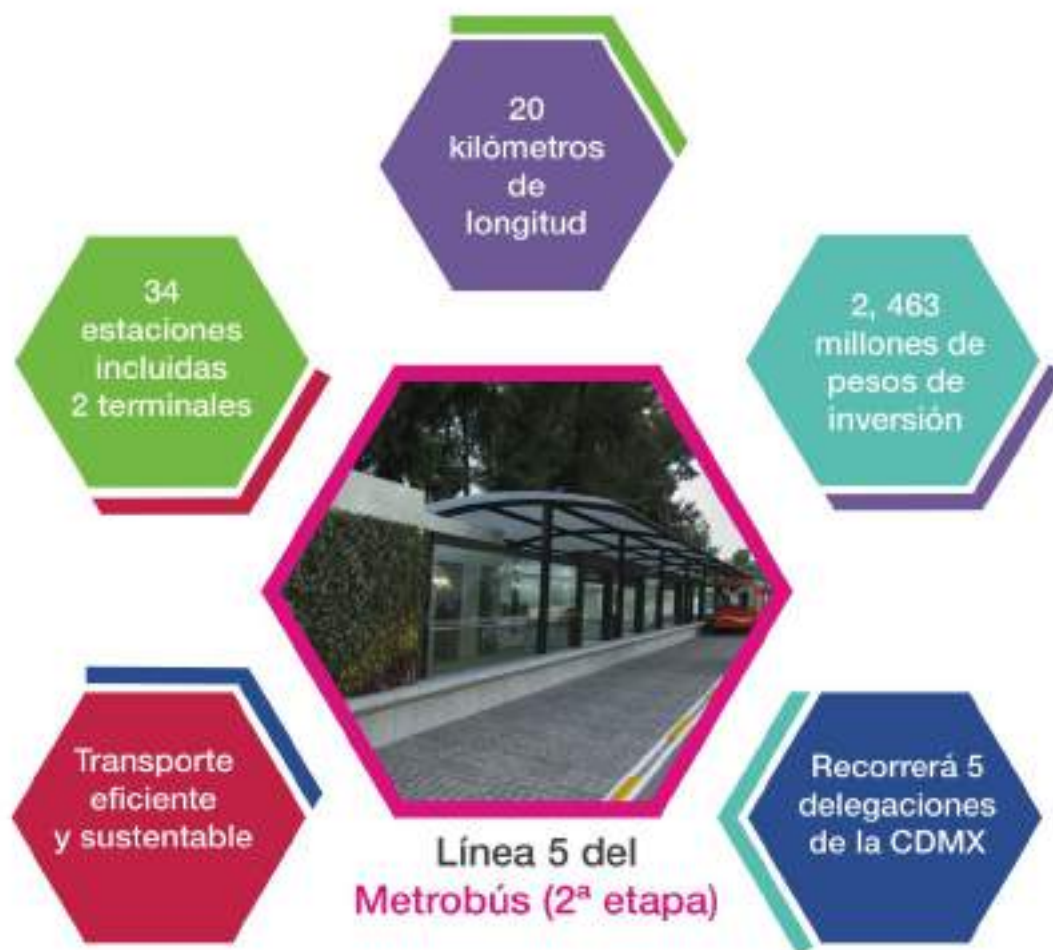 20
kilómetros
de
longitud
34
estaciones
incluidas
2 terminales
2, 463
millones de
pesos de
inversión
Transporte
eficiente
y sustentable
Recorrerá 5
delegaciones
de la CDMX
Línea 5 del
Metrobús (2ª etapa)